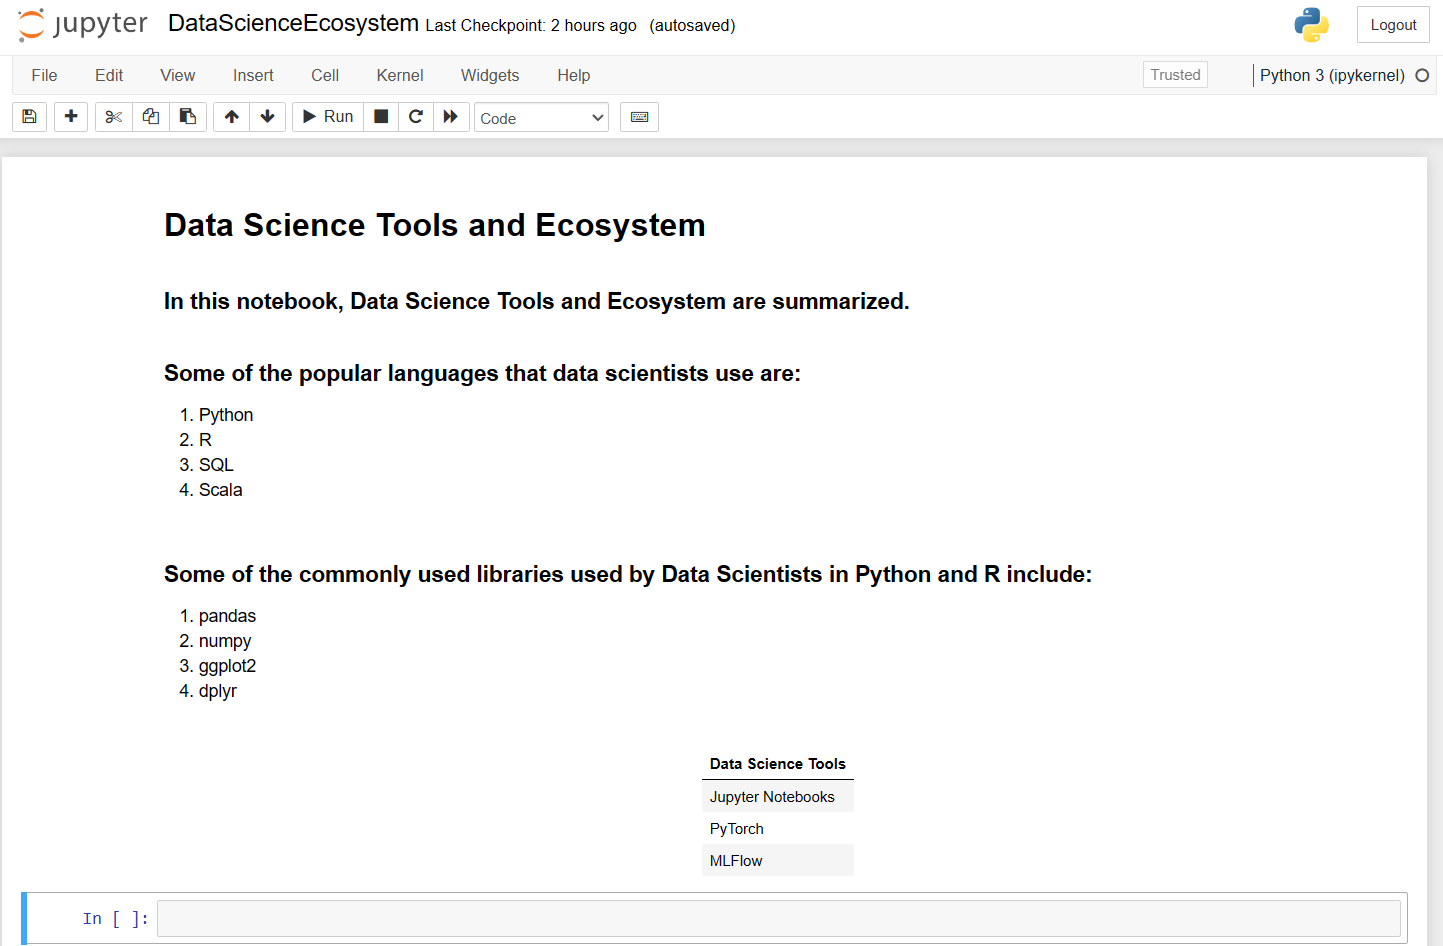 jupyter DataScienceEcosystem Last Checkpoint: 2 hours ago (autosaved) Logout
File Edit View Insert Cell Kernel Widgets Help Trusted Python 3 (ipykernel)
Run Code
Data Science Tools and Ecosystem
In this notebook, Data Science Tools and Ecosystem are summarized.
Some of the popular languages that data scientists use are:
1. Python
2. R
3. SQL
4. Scala
Some of the commonly used libraries used by Data Scientists in Python and R include:
1. pandas
2. numpy
3. ggplot2
4. dplyr
Data Science Tools
Jupyter Notebooks
PyTorch
MLFlow
In [ ]: